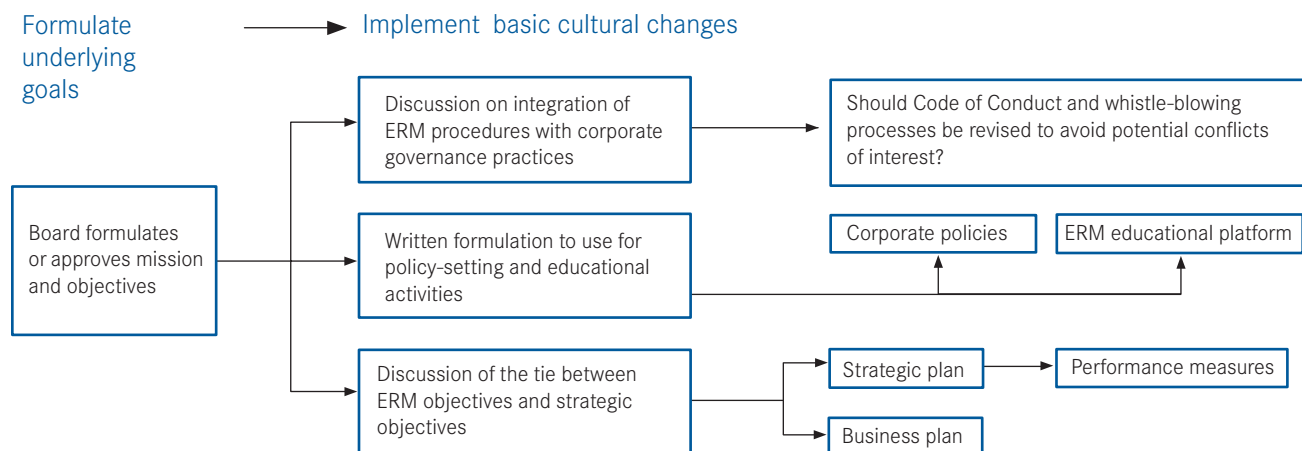 Formulate
underlying
goals
Implement basic cultural changes
Board formulates
or approves mission
and objectives
Discussion on integration of
ERM procedures with corporate
governance practices
Should Code of Conduct and whistle-blowing
processes be revised to avoid potential conflicts
of interest?
Written formulation to use for
policy-setting and educational
activities
Corporate policies
ERM educational platform
Discussion of the tie between
ERM objectives and strategic
objectives
Strategic plan
Performance measures
Business plan